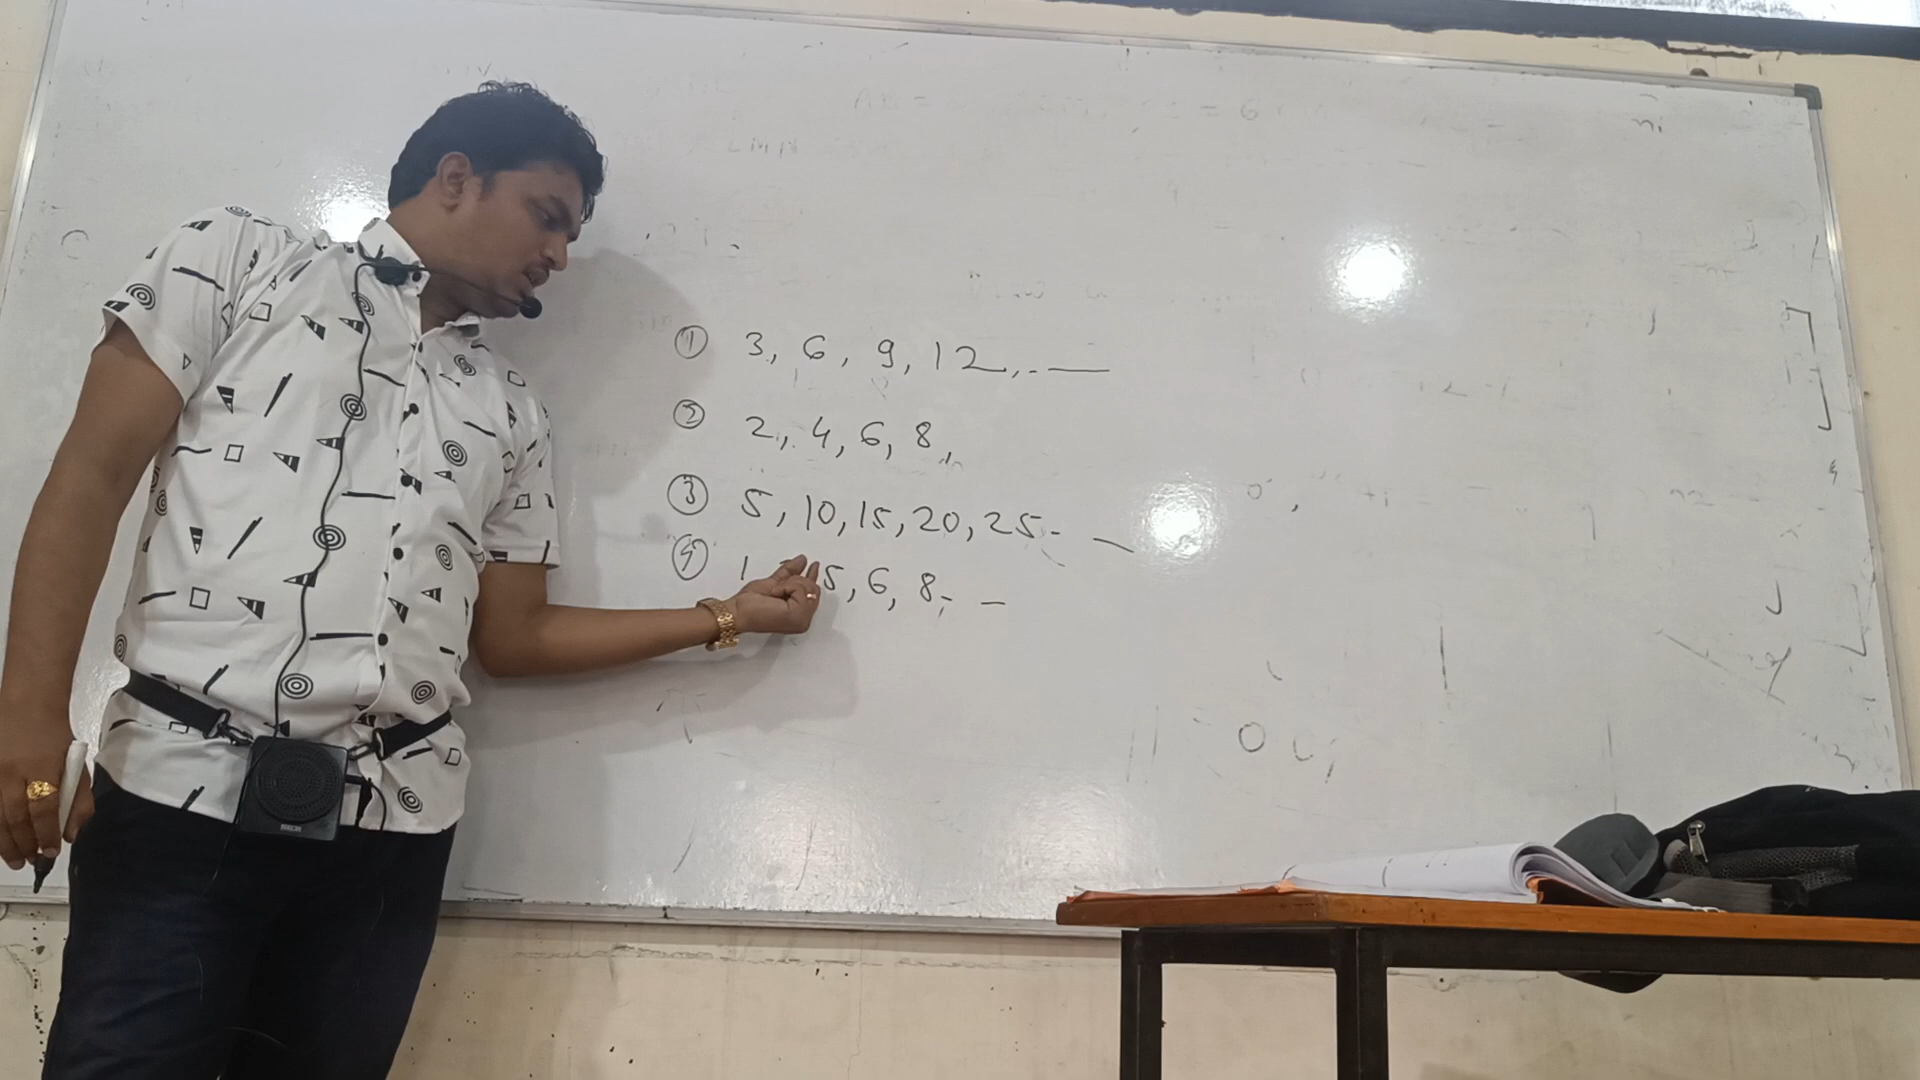 ① 3, 6, 9, 12, . —
② 2, 4, 6, 8,
③ 5, 10, 15, 20, 25 - —
④ 1 5, 6, 8, - —